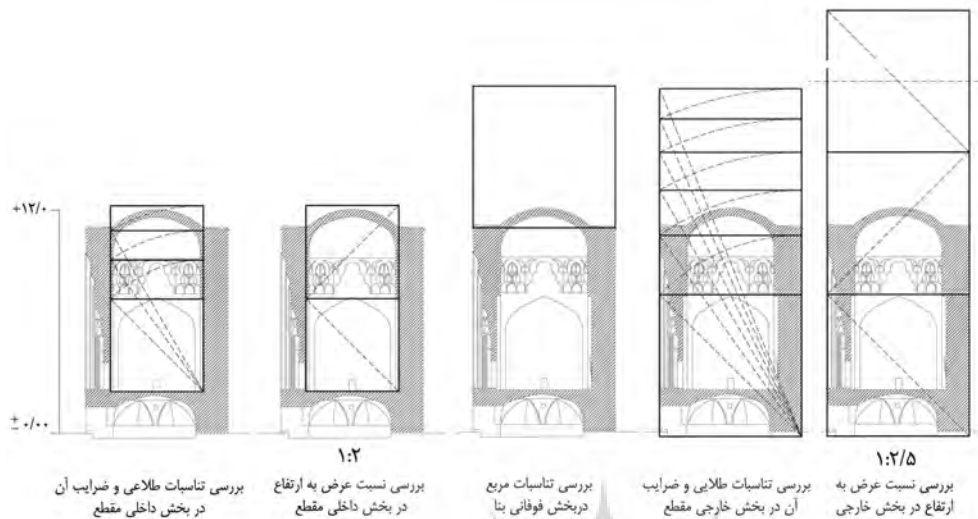 +۱۲/۰
± ۰/۰۰
۱:۲/۵
بررسی نسبت عرض به
ارتفاع در بخش خارجی
بررسی تناسبات طلایی و ضرایب
آن در بخش خارجی مقطع
بررسی تناسبات مربع
دربخش فوقانی بنا
۱:۲
بررسی نسبت عرض به ارتفاع
در بخش داخلی مقطع
بررسی تناسبات طلاعی و ضرایب آن
در بخش داخلی مقطع